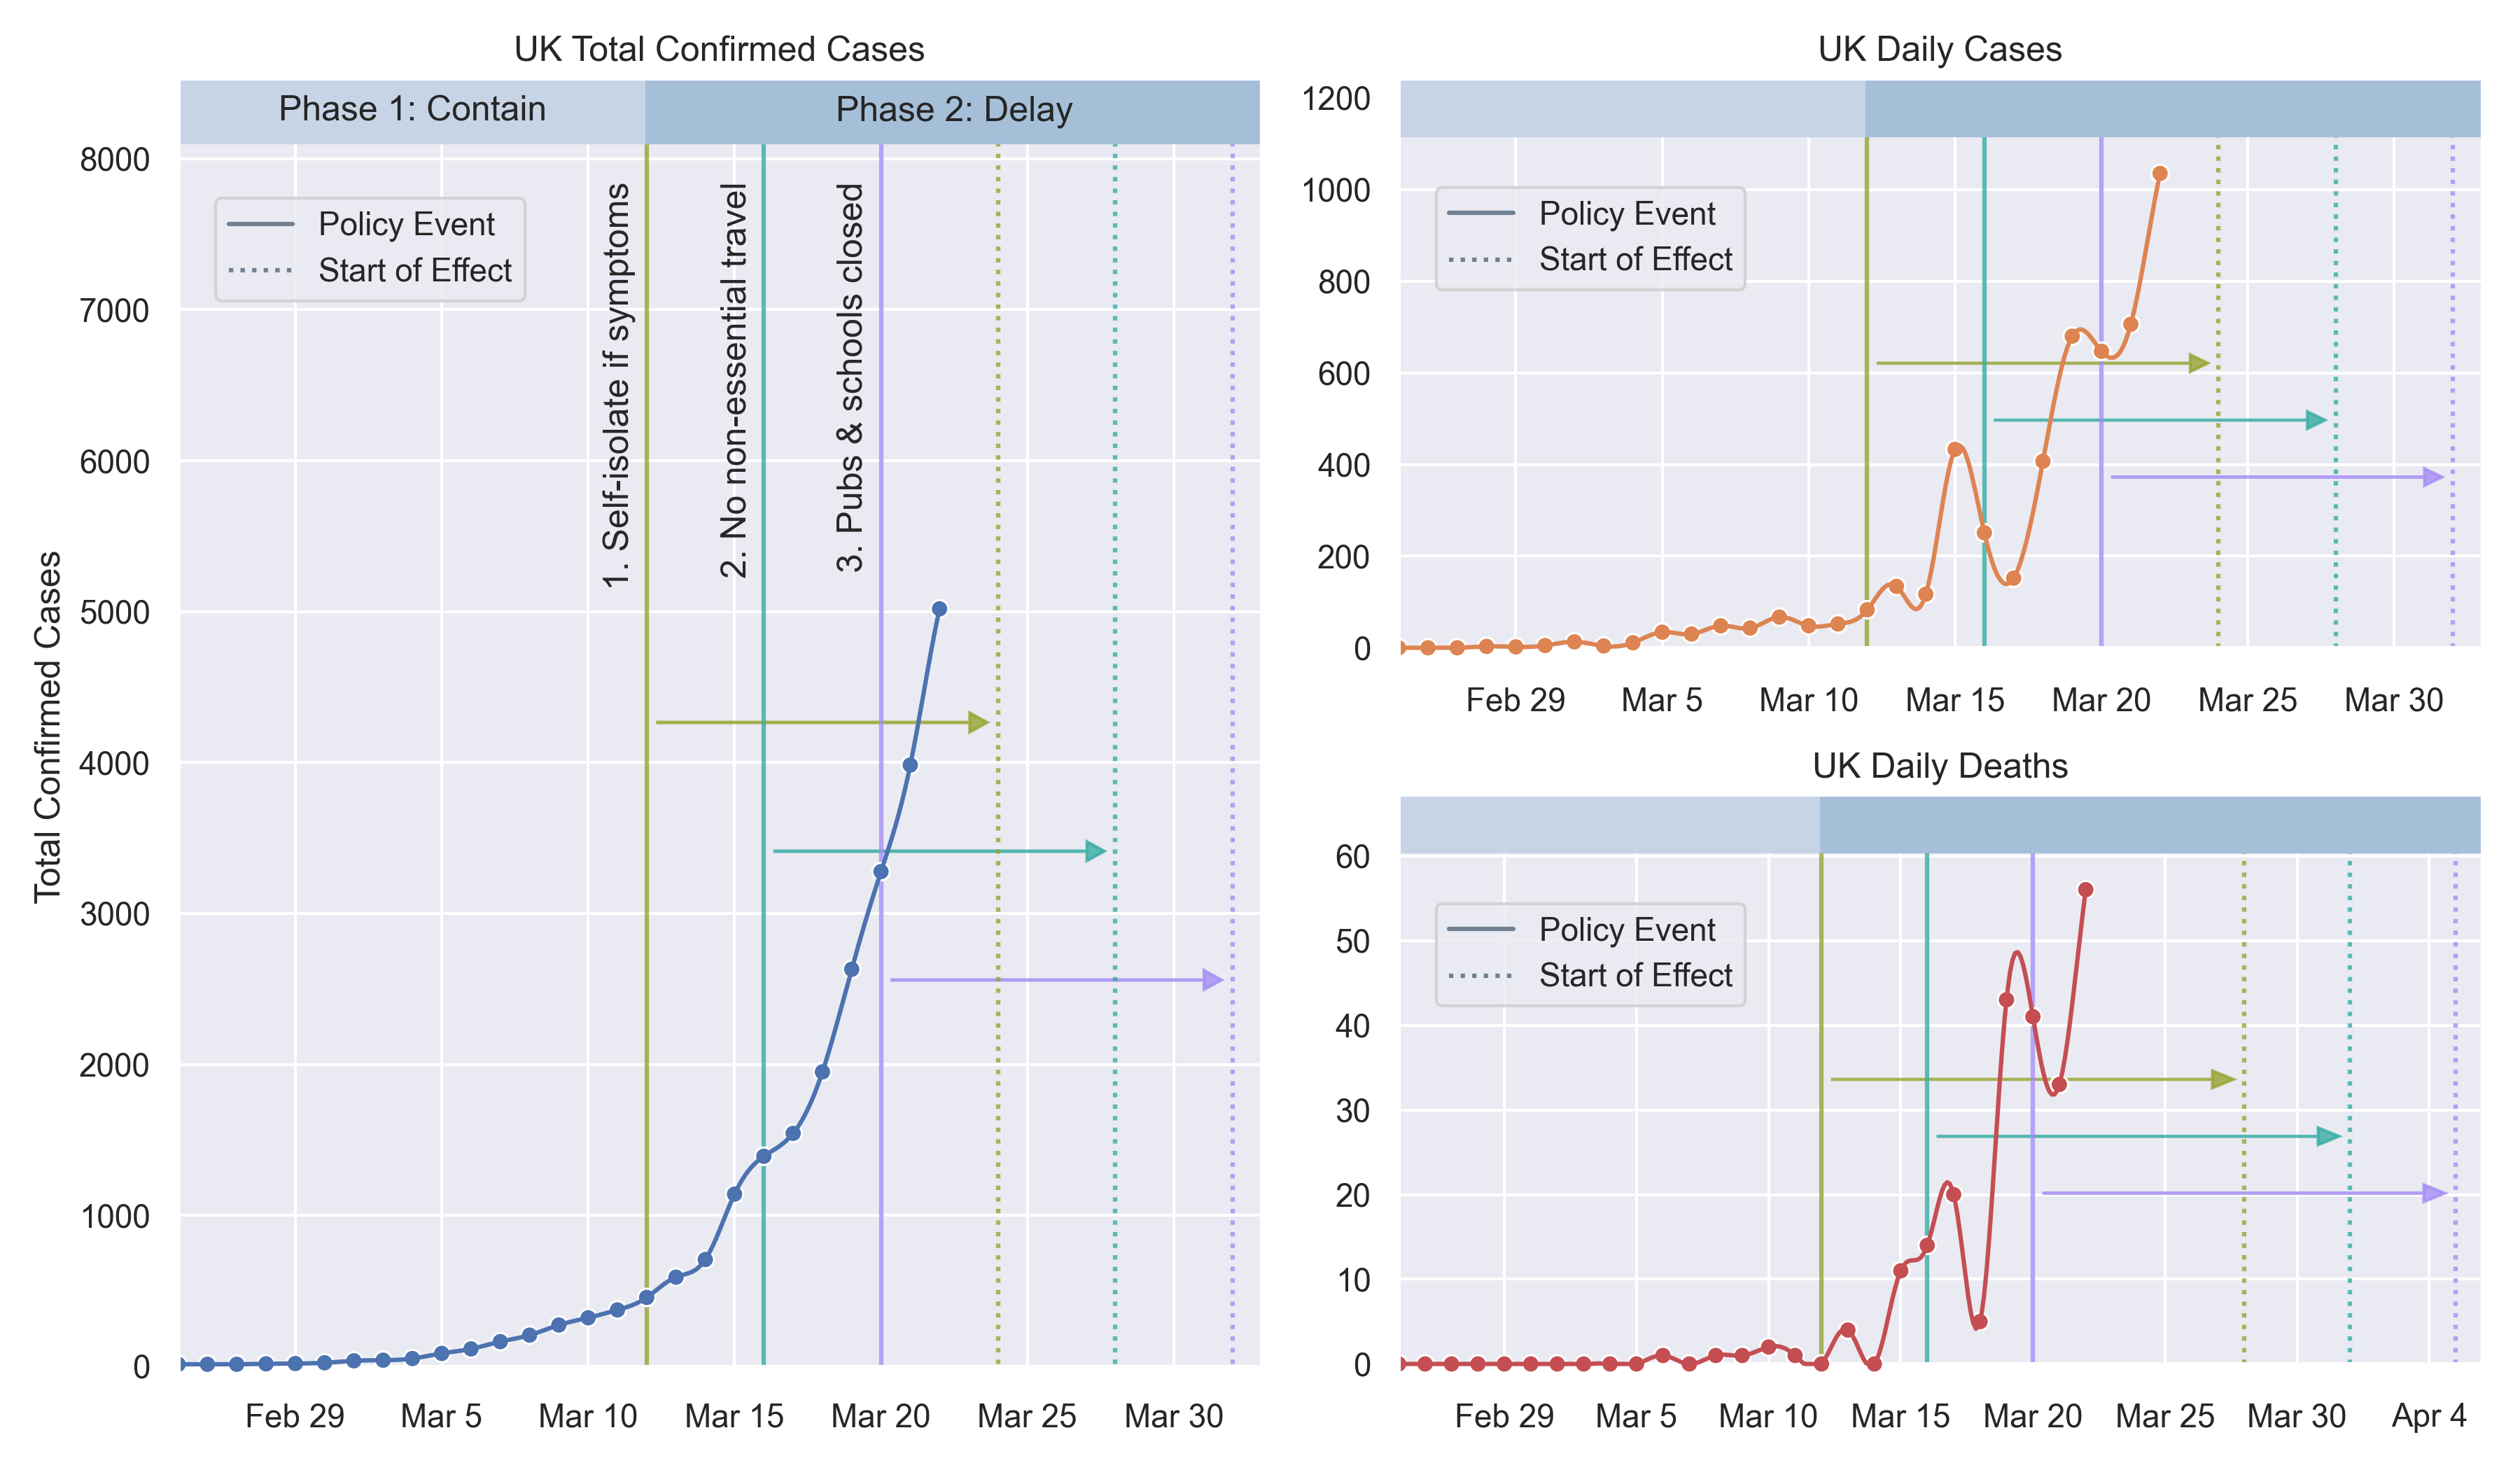 UK Total Confirmed Cases
Phase 1: Contain
Phase 2: Delay
8000
7000
6000
5000
4000
3000
2000
1000
0
Total Confirmed Cases
Policy Event
Start of Effect
1. Self-isolate if symptoms
2. No non-essential travel
3. Pubs & schools closed
Feb 29
Mar 5
Mar 10
Mar 15
Mar 20
Mar 25
Mar 30
UK Daily Cases
1200
1000
800
600
400
200
0
Policy Event
Start of Effect
Feb 29
Mar 5
Mar 10
Mar 15
Mar 20
Mar 25
Mar 30
UK Daily Deaths
60
50
40
30
20
10
0
Policy Event
Start of Effect
Feb 29
Mar 5
Mar 10
Mar 15
Mar 20
Mar 25
Mar 30
Apr 4